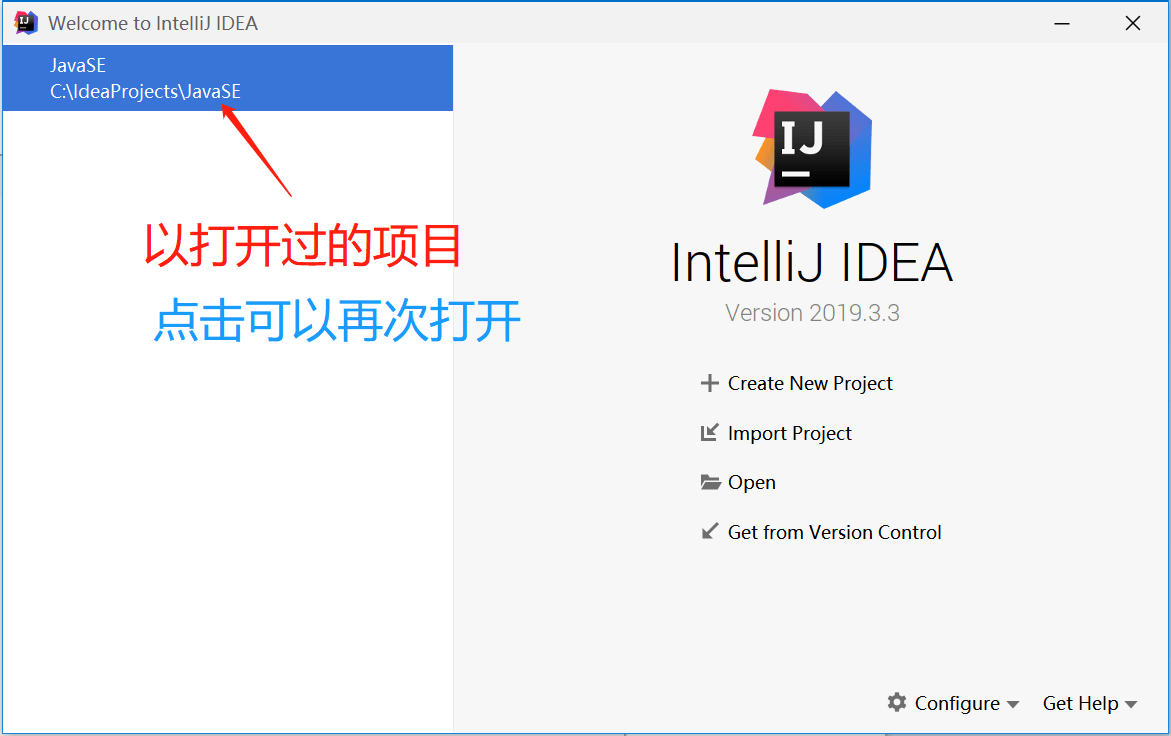 Welcome to IntelliJ IDEA
JavaSE
C:\IdeaProjects\JavaSE
以打开过的项目
点击可以再次打开
IJ
IntelliJ IDEA
Version 2019.3.3
Create New Project
Import Project
Open
Get from Version Control
Configure
Get Help